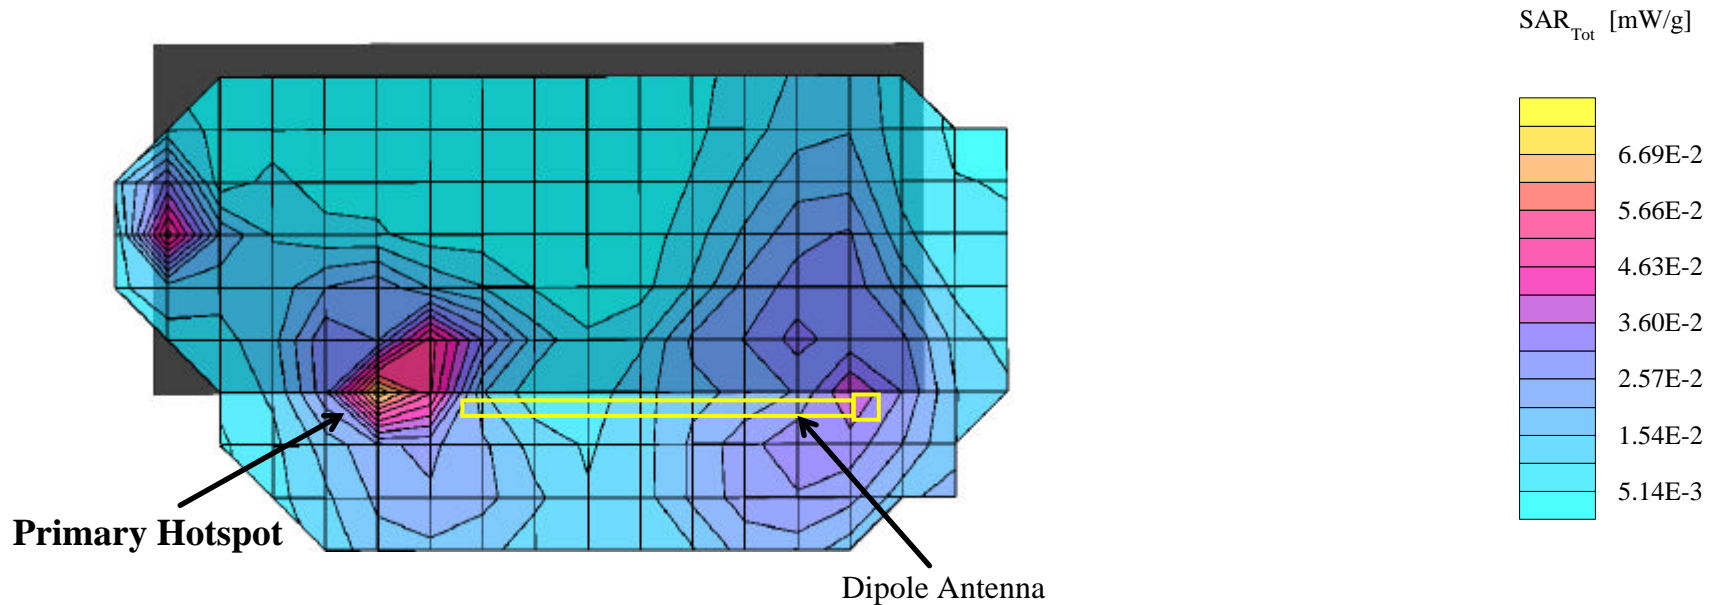 SAR_Tot [mW/g]
6.69E-2
5.66E-2
4.63E-2
3.60E-2
2.57E-2
1.54E-2
5.14E-3
Primary Hotspot
Dipole Antenna